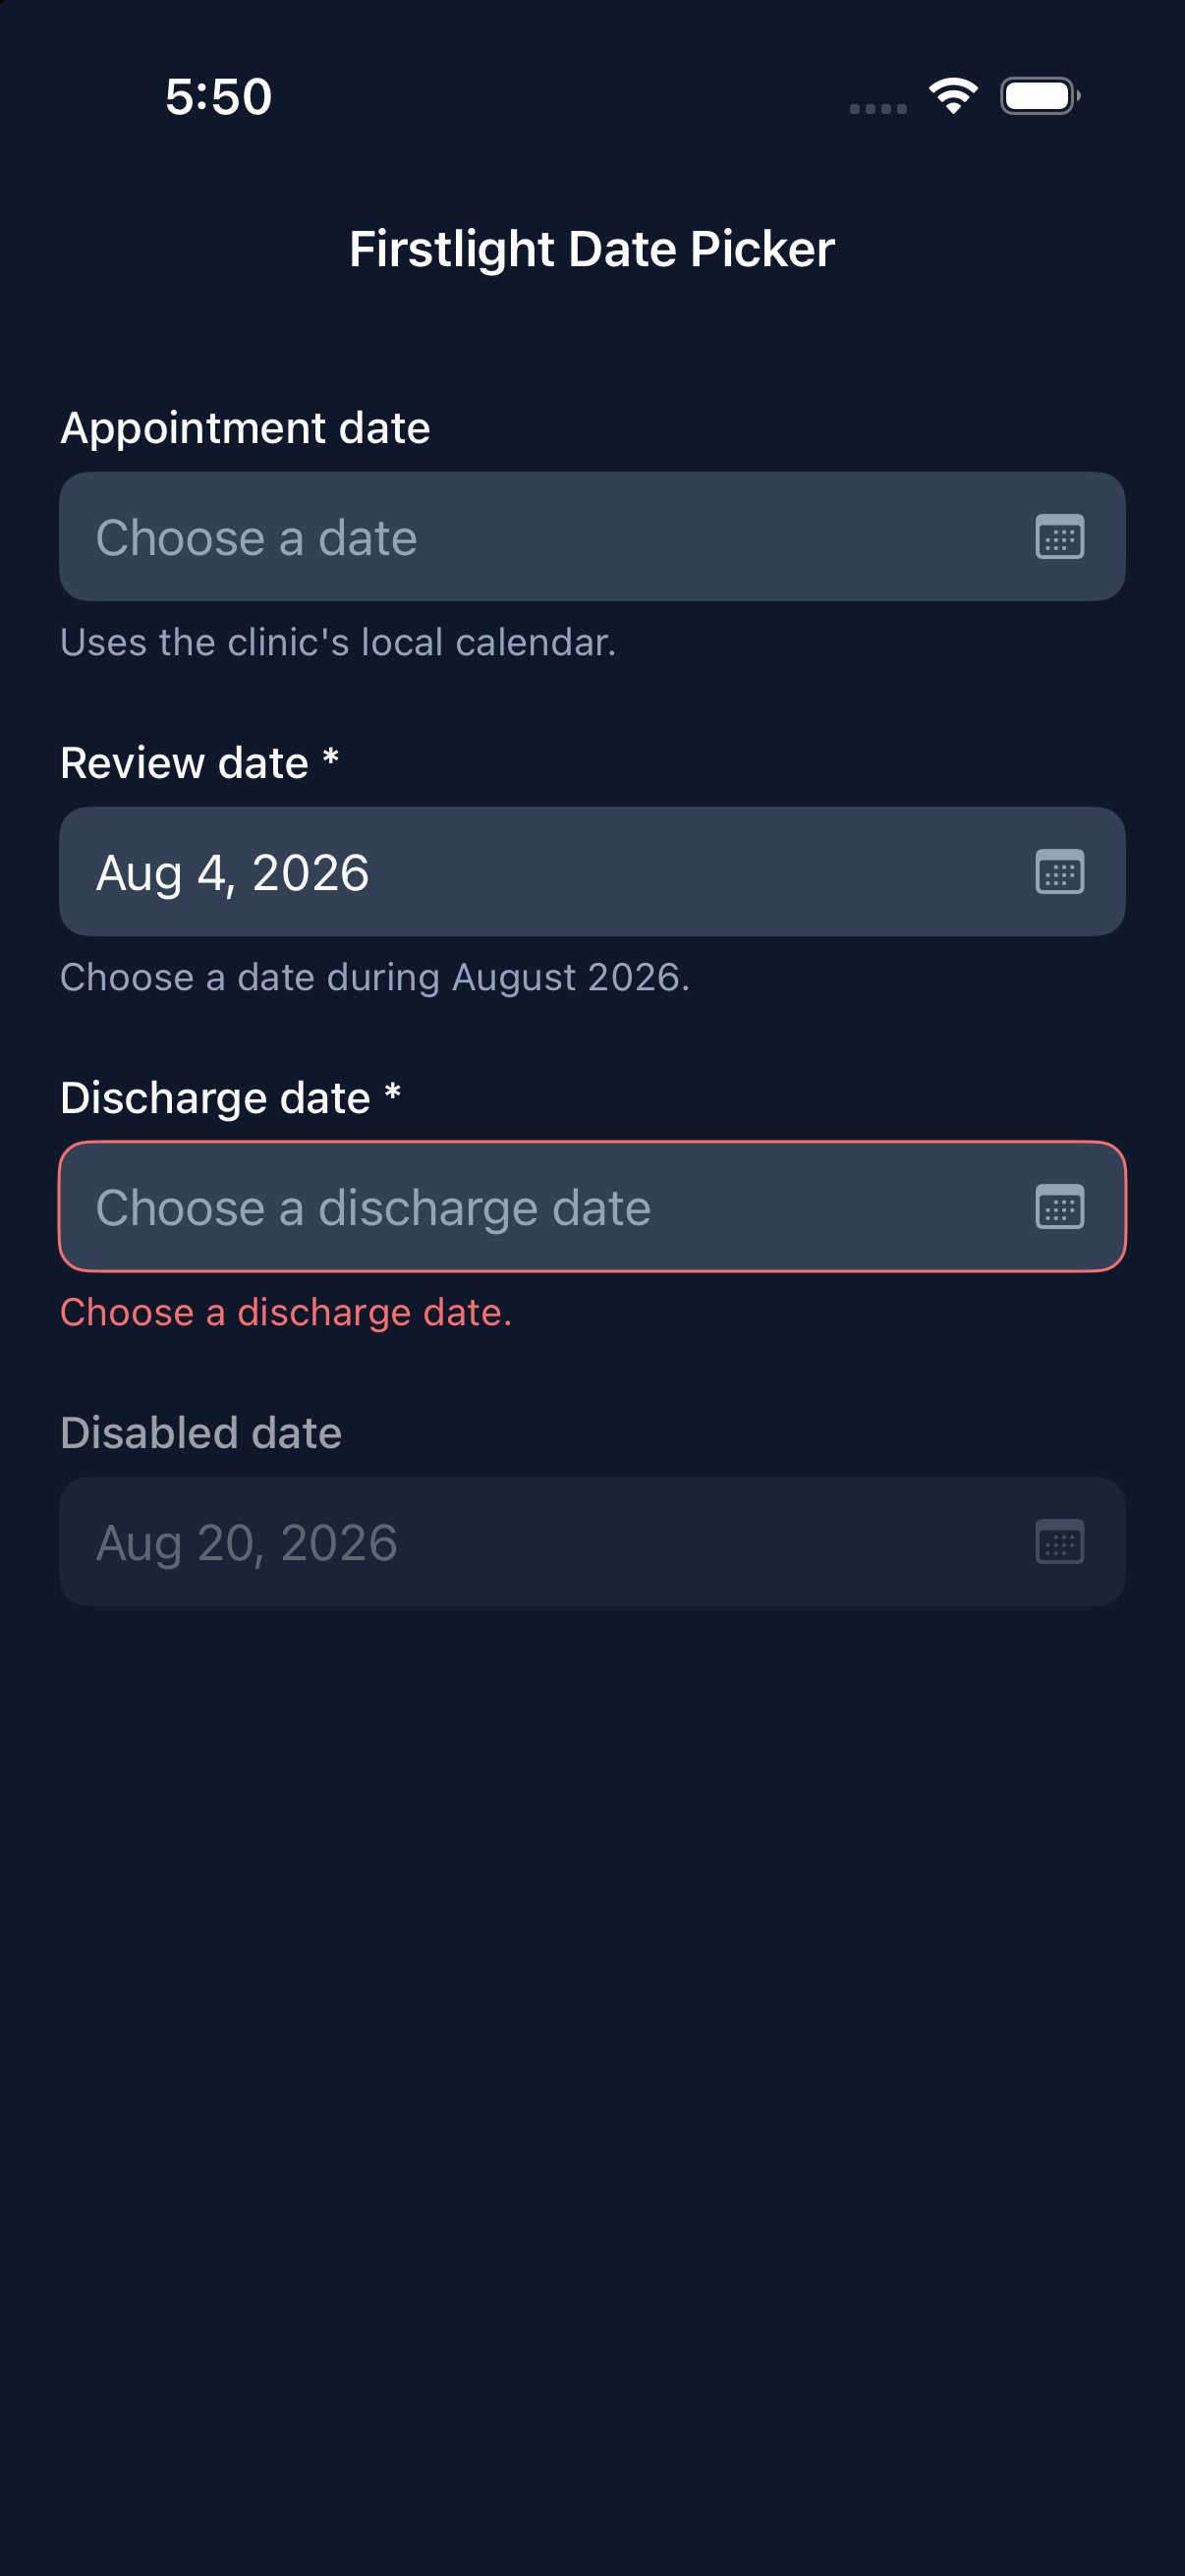 5:50
Firstlight Date Picker
Appointment date
Choose a date
Uses the clinic's local calendar.
Review date *
Aug 4, 2026
Choose a date during August 2026.
Discharge date *
Choose a discharge date
Choose a discharge date.
Disabled date
Aug 20, 2026